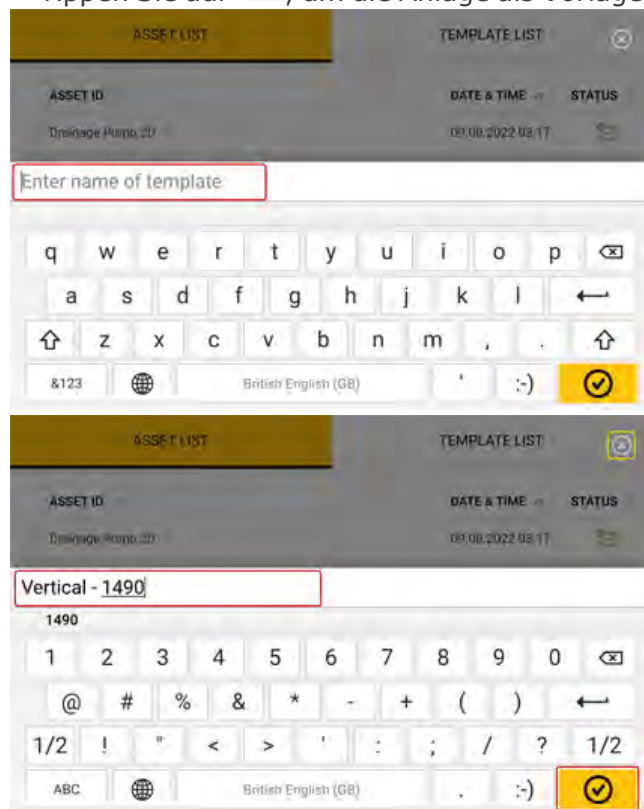 Tippen Sie auf , um die Anlage als Vorlage
ASSET LIST TEMPLATE LIST
ASSET ID DATE & TIME STATUS
Drainage Pump 2D 09.08.2022 03:17
Enter name of template
q w e r t y u i o p
a s d f g h j k l
z x c v b n m , .
&123 British English (GB) ' :-)
ASSET LIST TEMPLATE LIST
ASSET ID DATE & TIME STATUS
Drainage Pump 2D 09.08.2022 03:17
Vertical - 1490
1490
1 2 3 4 5 6 7 8 9 0
@ # % & * - + ( )
1/2 ! " < > ' : ; / ? 1/2
ABC British English (GB) . :-)